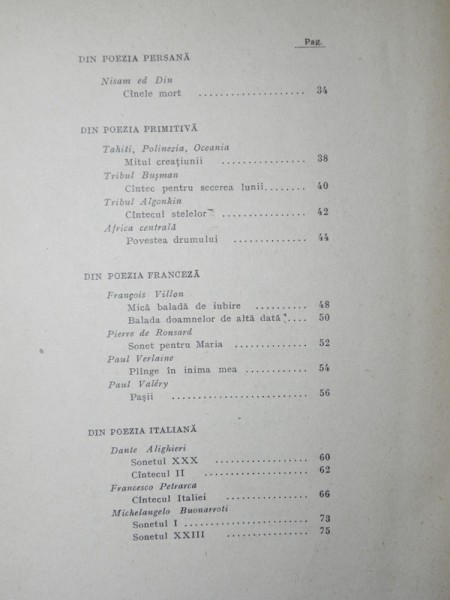 Pag.
DIN POEZIA PERSANĂ
Nisam ed Din
Cînele mort .................... 34
DIN POEZIA PRIMITIVĂ
Tahiti, Polinezia, Oceania
Mitul creațiunii ............... 38
Tribul Bușman
Cîntec pentru secerea lunii....... 40
Tribul Algonkin
Cîntecul stelelor ............... 42
Africa centrală
Povestea drumului ............. 44
DIN POEZIA FRANCEZĂ
François Villon
Mică baladă de iubire ......... 48
Balada doamnelor de altă dată .... 50
Pierre de Ronsard
Sonet pentru Maria ............. 52
Paul Verlaine
Plînge în inima mea ............ 54
Paul Valéry
Pașii ........................ 56
DIN POEZIA ITALIANĂ
Dante Alighieri
Sonetul XXX ................. 60
Cîntecul II .................... 62
Francesco Petrarca
Cîntecul Italiei ................ 66
Michelangelo Buonarroti
Sonetul I ...................... 73
Sonetul XXIII ................ 75